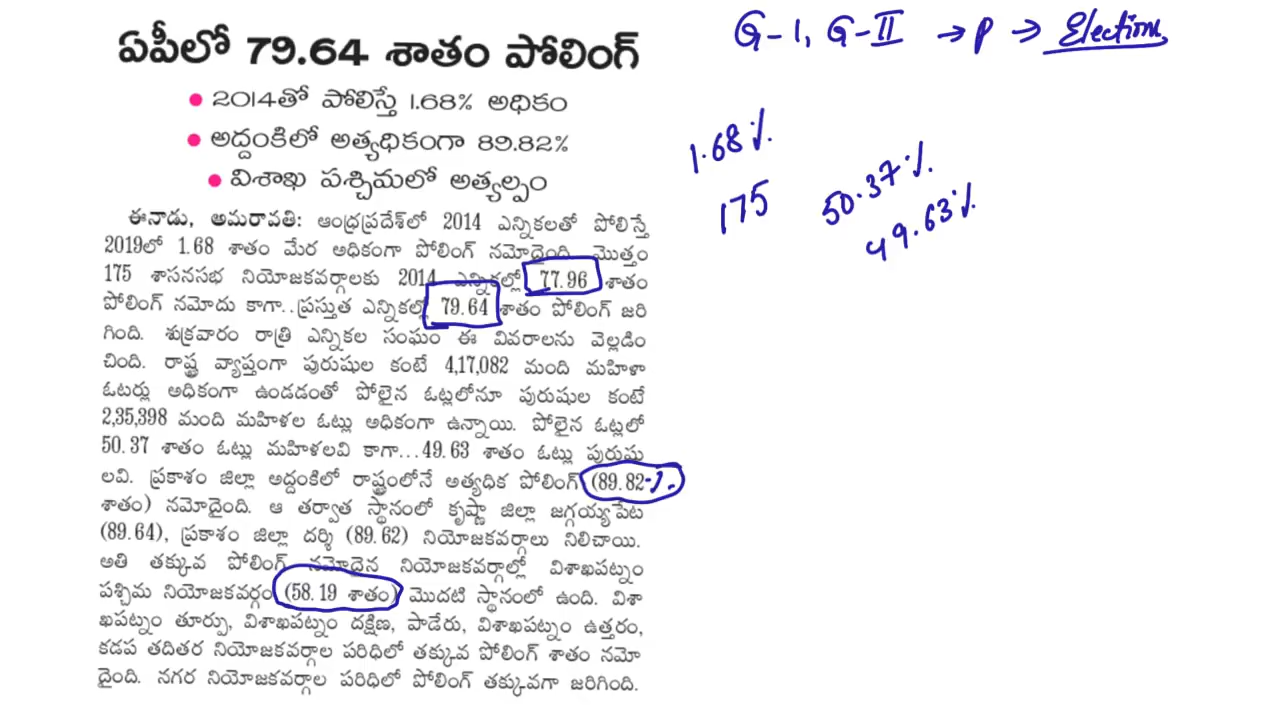 ఏపీలో 79.64 శాతం పోలింగ్
● 2014తో పోలిస్తే 1.68% అధికం
● అద్దంకిలో అత్యధికంగా 89.82%
● విశాఖ పశ్చిమలో అత్యల్పం
ఈనాడు, అమరావతి: ఆంధ్రప్రదేశ్‌లో 2014 ఎన్నికలతో పోలిస్తే
2019లో 1.68 శాతం మేర అధికంగా పోలింగ్ నమోదైంది. మొత్తం
175 శాసనసభ నియోజకవర్గాలకు 2014 ఎన్నికల్లో 77.96 శాతం
పోలింగ్ నమోదు కాగా.. ప్రస్తుత ఎన్నికల్లో 79.64 శాతం పోలింగ్ జరి
గింది. శుక్రవారం రాత్రి ఎన్నికల సంఘం ఈ వివరాలను వెల్లడిం
చింది. రాష్ట్ర వ్యాప్తంగా పురుషుల కంటే 4,17,082 మంది మహిళా
ఓటర్లు అధికంగా ఉండడంతో పోలైన ఓట్లలోనూ పురుషుల కంటే
2,35,398 మంది మహిళల ఓట్లు అధికంగా ఉన్నాయి. పోలైన ఓట్లలో
50.37 శాతం ఓట్లు మహిళలవి కాగా...49.63 శాతం ఓట్లు పురుషు
లవి. ప్రకాశం జిల్లా అద్దంకిలో రాష్ట్రంలోనే అత్యధిక పోలింగ్ (89.82%
శాతం) నమోదైంది. ఆ తర్వాత స్థానంలో కృష్ణా జిల్లా జగ్గయ్యపేట
(89.64), ప్రకాశం జిల్లా దర్శి (89.62) నియోజకవర్గాలు నిలిచాయి.
అతి తక్కువ పోలింగ్ నమోదైన నియోజకవర్గాల్లో విశాఖపట్నం
పశ్చిమ నియోజకవర్గం (58.19 శాతం) మొదటి స్థానంలో ఉంది. విశా
ఖపట్నం తూర్పు, విశాఖపట్నం దక్షిణ, పాడేరు, విశాఖపట్నం ఉత్తరం,
కడప తదితర నియోజకవర్గాల పరిధిలో తక్కువ పోలింగ్ శాతం నమో
దైంది. నగర నియోజకవర్గాల పరిధిలో పోలింగ్ తక్కువగా జరిగింది.
G-I, G-II → P → Elections
1.68%
175
50.37%
49.63%